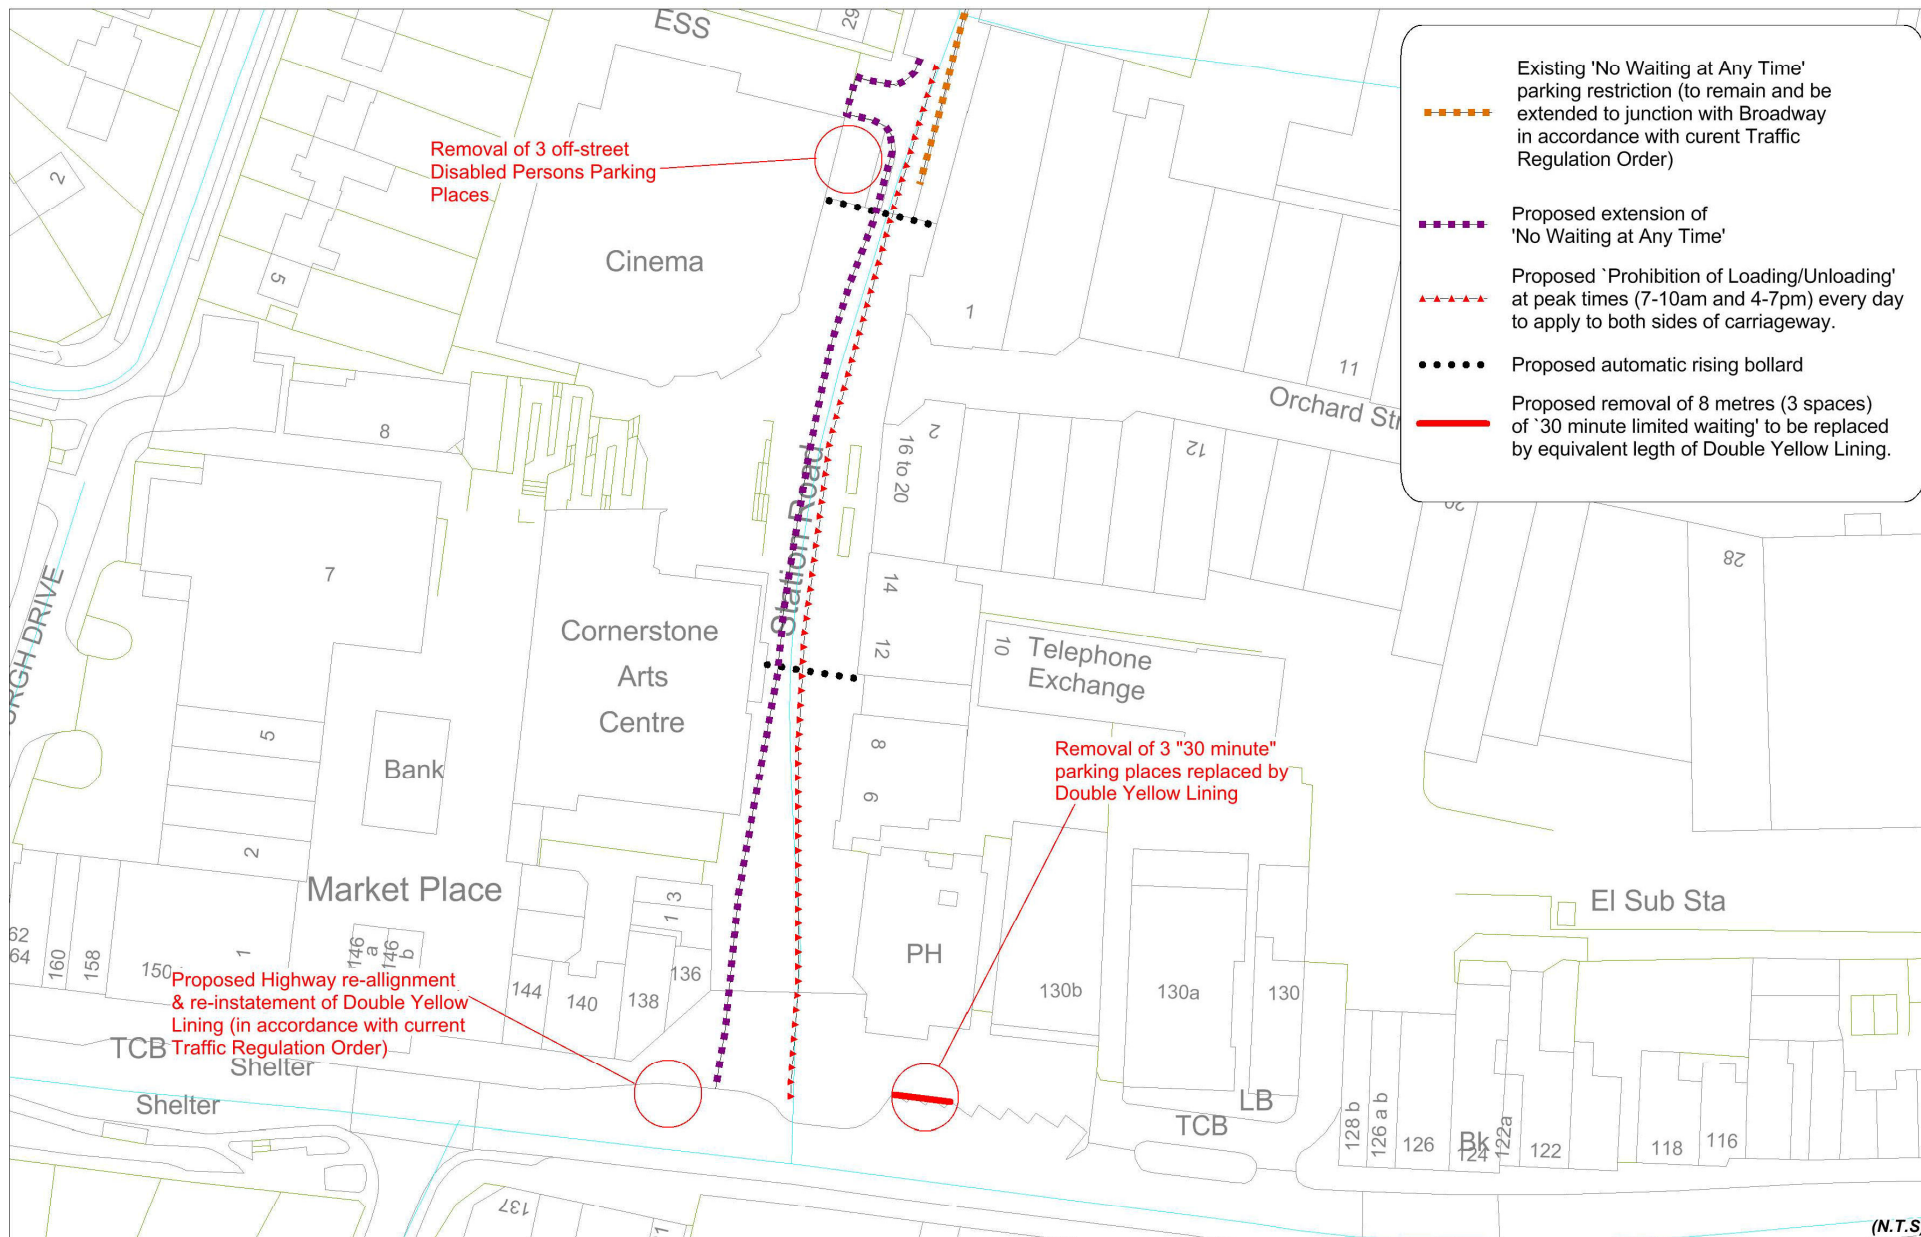 ESS
29
2
5
Cinema
1
11
Orchard Str
8
2
12
16 to 20
Station Road
7
14
12
10
Telephone
Exchange
28
Cornerstone
Arts
Centre
5
Bank
2
8
6
Market Place
3
1
PH
El Sub Sta
62
64
160
158
150
1
146
a
146
b
144
140
138
136
130b
130a
130
TCB
Shelter
Shelter
LB
TCB
128 b
126 a b
126
Bk
124
122a
122
118
116
137
1
Removal of 3 off-street
Disabled Persons Parking
Places
Removal of 3 "30 minute"
parking places replaced by
Double Yellow Lining
Proposed Highway re-allignment
& re-instatement of Double Yellow
Lining (in accordance with current
Traffic Regulation Order)
Existing 'No Waiting at Any Time'
parking restriction (to remain and be
extended to junction with Broadway
in accordance with curent Traffic
Regulation Order)
Proposed extension of
'No Waiting at Any Time'
Proposed `Prohibition of Loading/Unloading'
at peak times (7-10am and 4-7pm) every day
to apply to both sides of carriageway.
Proposed automatic rising bollard
Proposed removal of 8 metres (3 spaces)
of `30 minute limited waiting' to be replaced
by equivalent legth of Double Yellow Lining.
(N.T.S